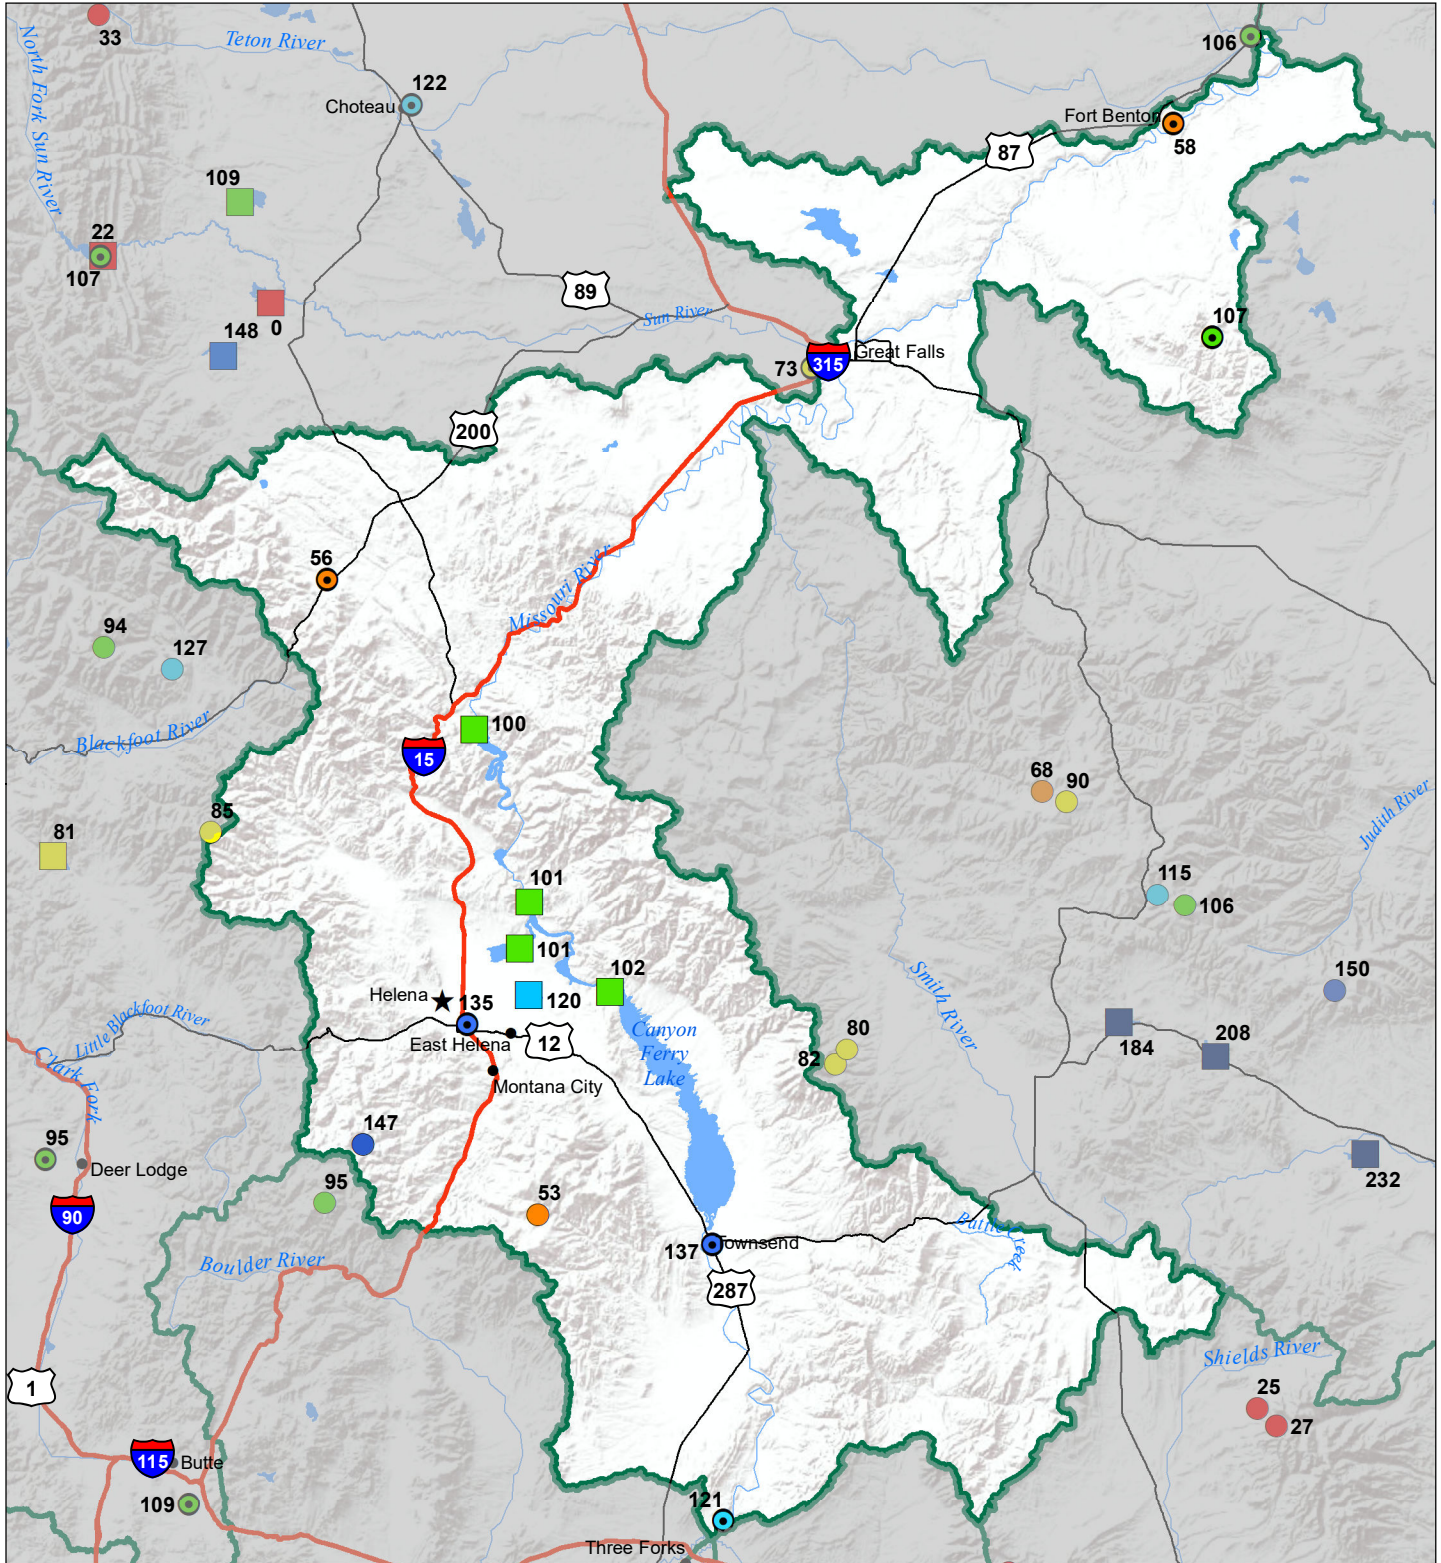 33
North Fork Sun River
Teton River
122
Choteau
106
Fort Benton
58
87
109
22
107
89
148
0
Sun River
107
73
315
Great Falls
200
56
Missouri River
94
127
Blackfoot River
100
15
68
90
Judith River
85
81
115
106
101
101
102
120
150
Helena
135
Smith River
Little Blackfoot River
East Helena
12
Canyon
Ferry
Lake
80
82
184
208
Clark Fork
Montana City
147
95
Deer Lodge
232
95
53
90
Battle Creek
137
Townsend
Boulder River
287
Shields River
1
25
27
115
Butte
109
121
Three Forks